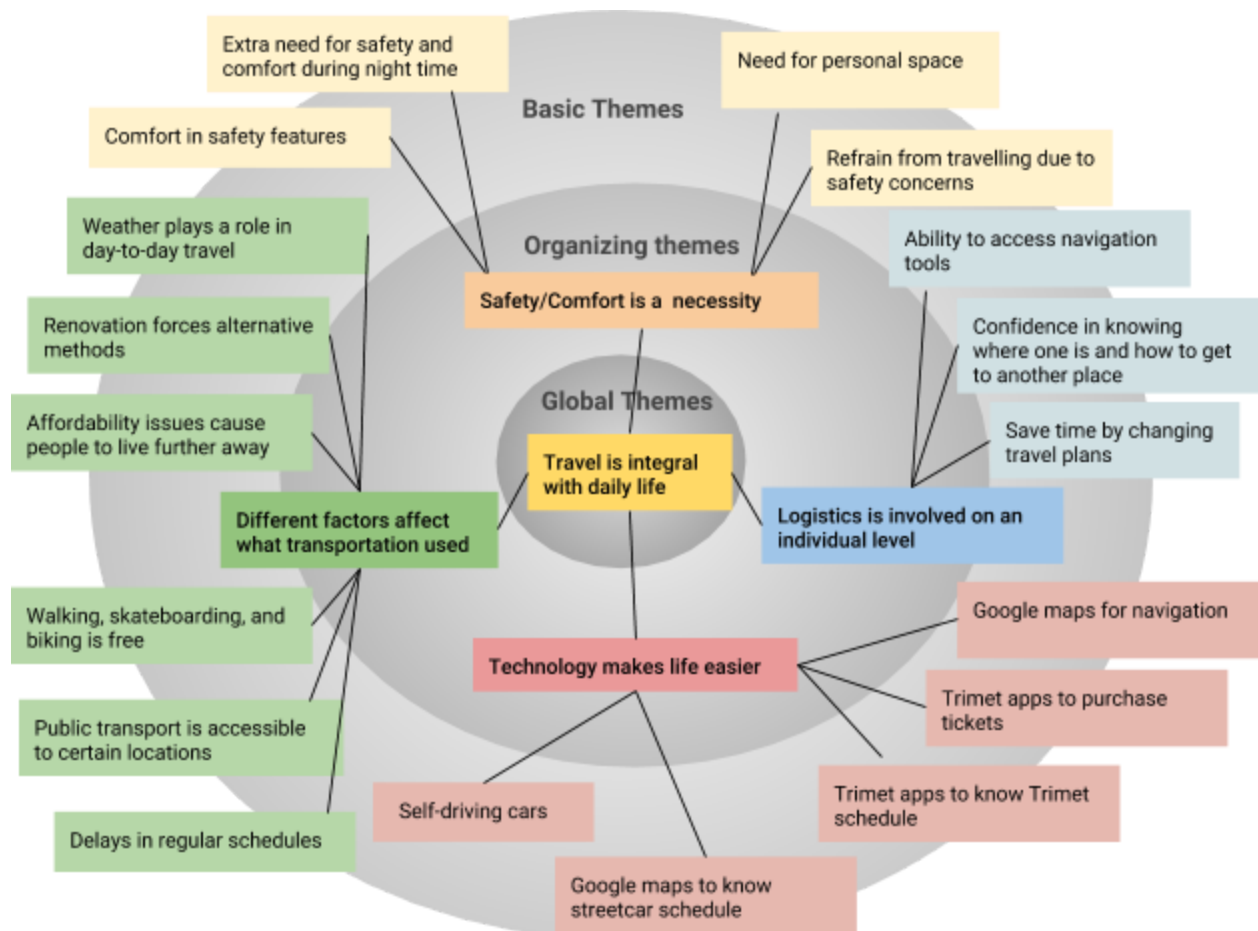 Extra need for safety and
comfort during night time
Need for personal space
Basic Themes
Comfort in safety features
Refrain from travelling due to
safety concerns
Weather plays a role in
day-to-day travel
Organizing themes
Ability to access navigation
tools
Safety/Comfort is a necessity
Renovation forces alternative
methods
Confidence in knowing
where one is and how to get
to another place
Global Themes
Affordability issues cause
people to live further away
Save time by changing
travel plans
Travel is integral
with daily life
Different factors affect
what transportation used
Logistics is involved on an
individual level
Walking, skateboarding, and
biking is free
Google maps for navigation
Technology makes life easier
Trimet apps to purchase
tickets
Public transport is accessible
to certain locations
Self-driving cars
Trimet apps to know Trimet
schedule
Delays in regular schedules
Google maps to know
streetcar schedule